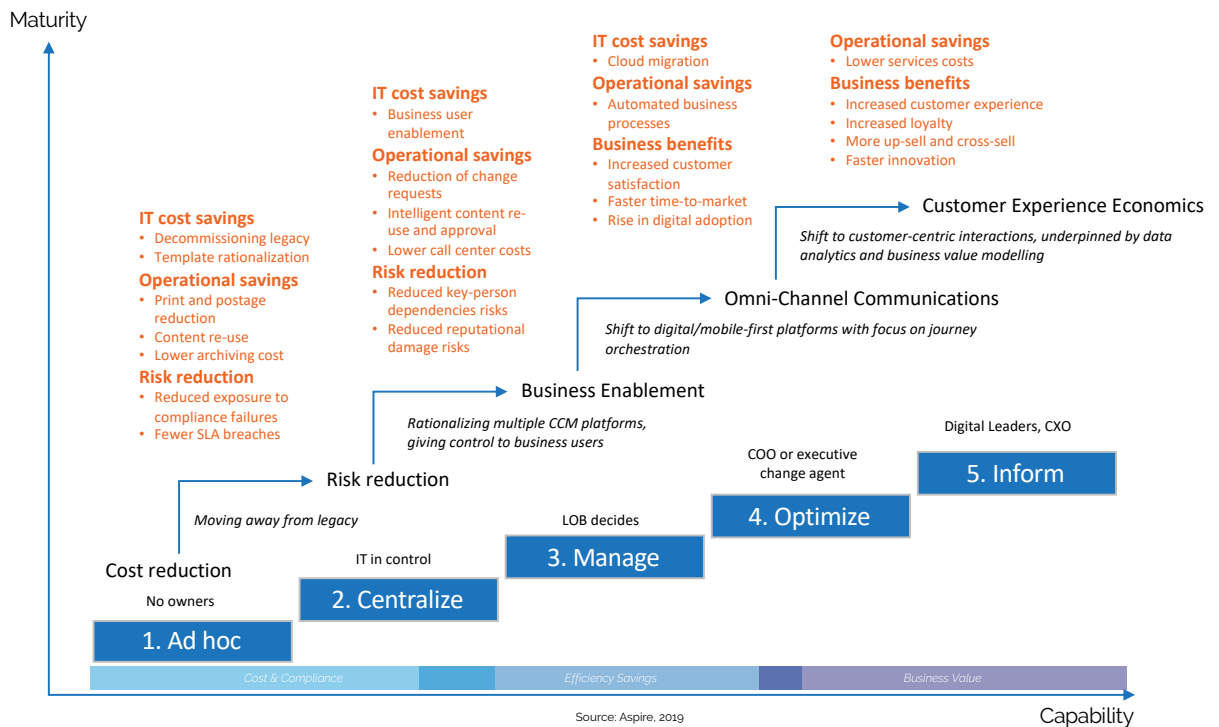 Maturity
IT cost savings
• Decommissioning legacy
• Template rationalization
Operational savings
• Print and postage
reduction
• Content re-use
• Lower archiving cost
Risk reduction
• Reduced exposure to
compliance failures
• Fewer SLA breaches
IT cost savings
• Business user
enablement
Operational savings
• Reduction of change
requests
• Intelligent content re-
use and approval
• Lower call center costs
Risk reduction
• Reduced key-person
dependencies risks
• Reduced reputational
damage risks
IT cost savings
• Cloud migration
Operational savings
• Automated business
processes
Business benefits
• Increased customer
satisfaction
• Faster time-to-market
• Rise in digital adoption
Operational savings
• Lower services costs
Business benefits
• Increased customer experience
• Increased loyalty
• More up-sell and cross-sell
• Faster innovation
Customer Experience Economics
Shift to customer-centric interactions, underpinned by data
analytics and business value modelling
Omni-Channel Communications
Shift to digital/mobile-first platforms with focus on journey
orchestration
Business Enablement
Rationalizing multiple CCM platforms,
giving control to business users
Risk reduction
Moving away from legacy
Cost reduction
No owners
1. Ad hoc
IT in control
2. Centralize
LOB decides
3. Manage
COO or executive
change agent
4. Optimize
Digital Leaders, CXO
5. Inform
Cost & Compliance
Efficiency Savings
Business Value
Source: Aspire, 2019
Capability